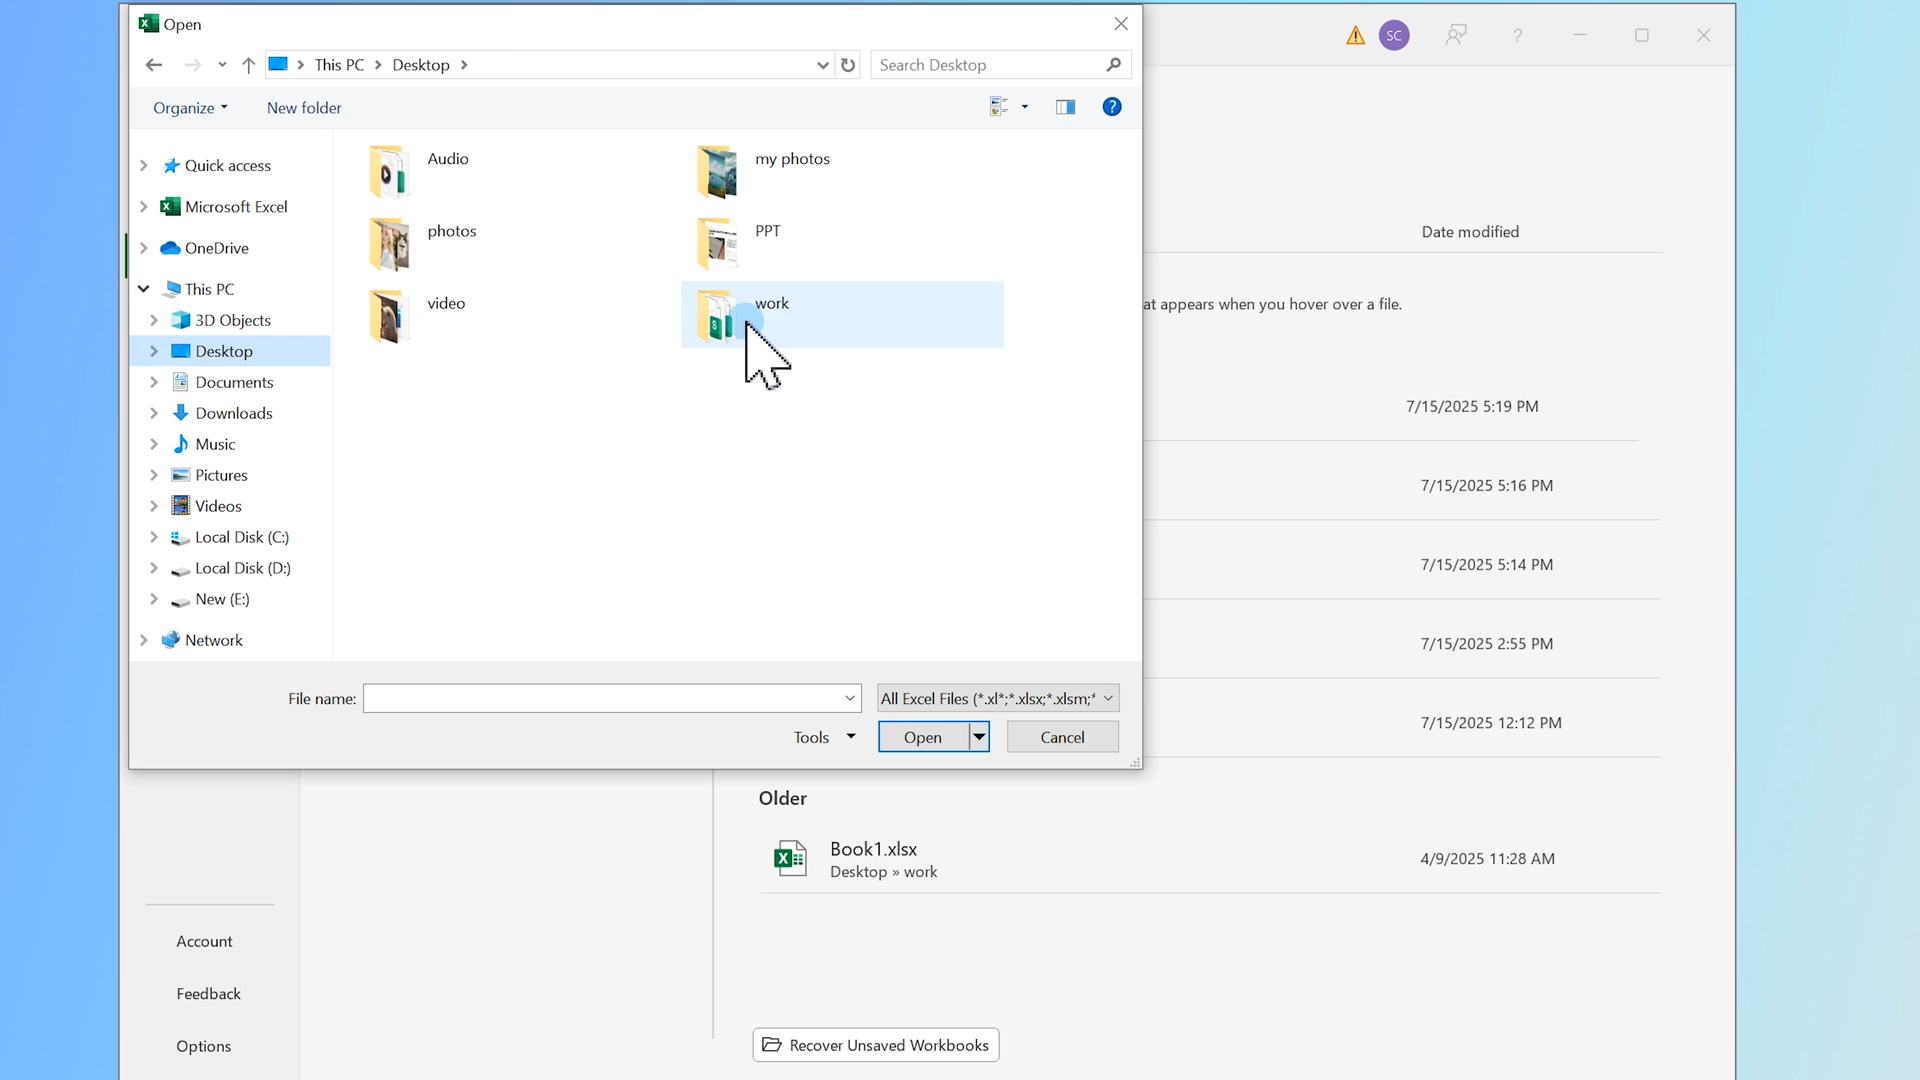 Open
SC
?
This PC
Desktop
Search Desktop
Organize
New folder
?
Quick access
Microsoft Excel
OneDrive
This PC
3D Objects
Desktop
Documents
Downloads
Music
Pictures
Videos
Local Disk (C:)
Local Disk (D:)
New (E:)
Network
Audio
my photos
photos
PPT
video
work
File name:
All Excel Files (*.xl*;*.xlsx;*.xlsm;*
Tools
Open
Cancel
Date modified
at appears when you hover over a file.
7/15/2025 5:19 PM
7/15/2025 5:16 PM
7/15/2025 5:14 PM
7/15/2025 2:55 PM
7/15/2025 12:12 PM
Older
Book1.xlsx
Desktop » work
4/9/2025 11:28 AM
Account
Feedback
Options
Recover Unsaved Workbooks